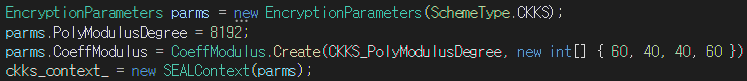 EncryptionParameters parms = new EncryptionParameters(SchemeType.CKKS);
parms.PolyModulusDegree = 8192;
parms.CoeffModulus = CoeffModulus.Create(CKKS_PolyModulusDegree, new int[] { 60, 40, 40, 60 })
ckks_context_ = new SEALContext(parms);